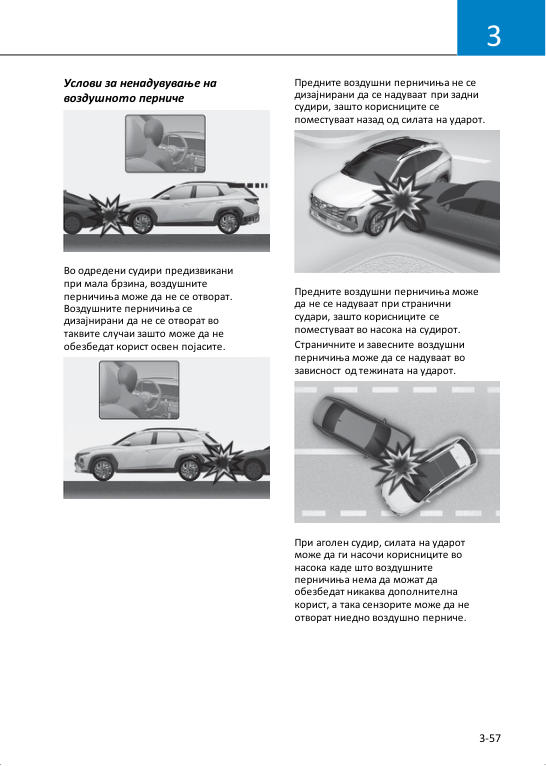 3
Услови за ненадувување на
воздушното перниче
Во одредени судири предизвикани
при мала брзина, воздушните
перничиња може да не се отворат.
Воздушните перничиња се
дизајнирани да не се отворат во
таквите случаи зашто може да не
обезбедат корист освен појасите.
Предните воздушни перничиња не се
дизајнирани да се надуваат при задни
судири, зашто корисниците се
поместуваат назад од силата на ударот.
Предните воздушни перничиња може
да не се надуваат при странични
судари, зашто корисниците се
поместуваат во насока на судирот.
Страничните и завесните воздушни
перничиња може да се надуваат во
зависност од тежината на ударот.
При аголен судир, силата на ударот
може да ги насочи корисниците во
насока каде што воздушните
перничиња нема да можат да
обезбедат никаква дополнителна
корист, а така сензорите може да не
отворат ниедно воздушно перниче.
3-57